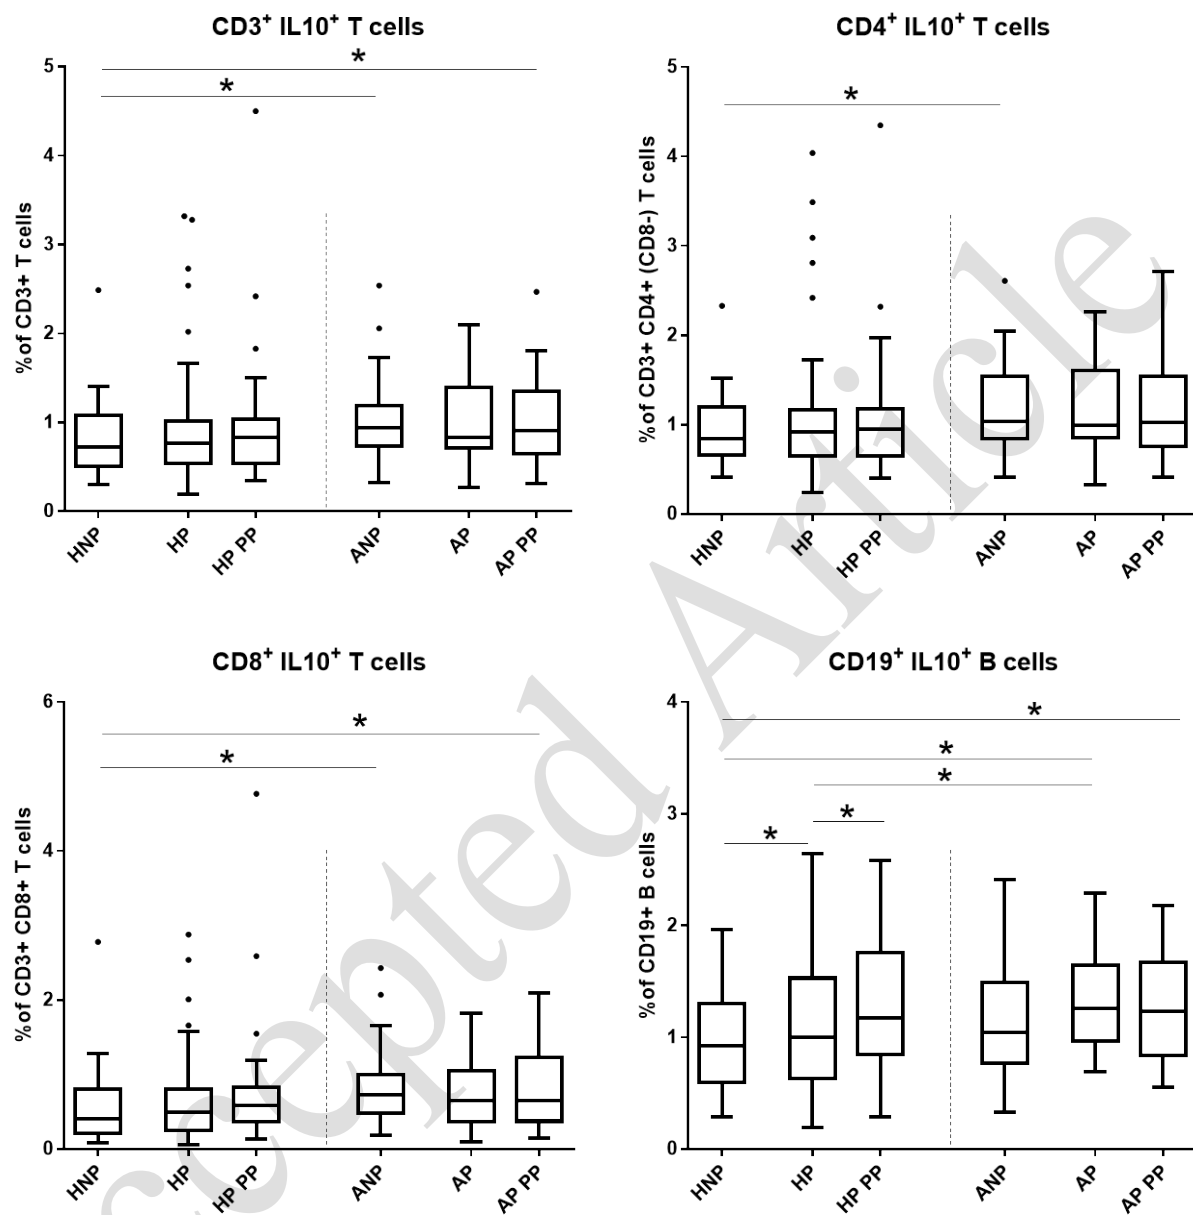 CD3+ IL10+ T cells
% of CD3+ T cells
5
4
3
2
1
0
*
*
HNP
HP
HP PP
ANP
AP
AP PP
CD4+ IL10+ T cells
% of CD3+ CD4+ (CD8-) T cells
5
4
3
2
1
0
*
HNP
HP
HP PP
ANP
AP
AP PP
CD8+ IL10+ T cells
% of CD3+ CD8+ T cells
6
4
2
0
*
*
HNP
HP
HP PP
ANP
AP
AP PP
CD19+ IL10+ B cells
% of CD19+ B cells
4
3
2
1
0
*
*
*
*
*
HNP
HP
HP PP
ANP
AP
AP PP
cepted Article